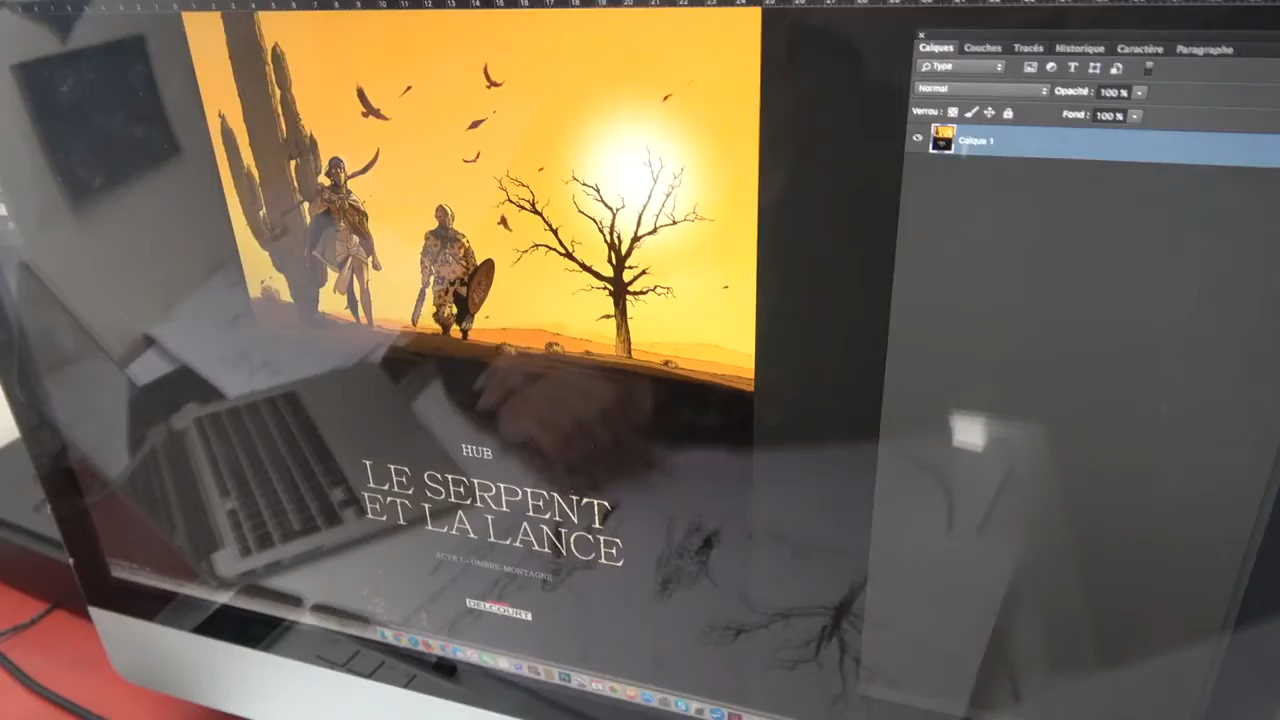 Calques Couches Tracés Historique Caractère Paragraphe
Type
Normal Opacité : 100 %
Verrou : Fond : 100 %
Calque 1
HUB
LE SERPENT
ET LA LANCE
ACTE 1 - OMBRE-MONTAGNE
DELCOURT